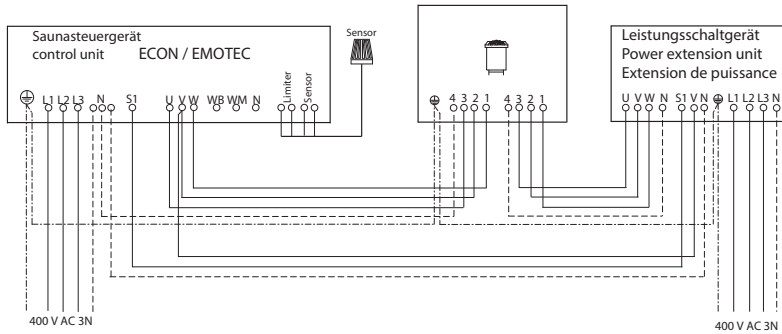 Saunasteuergerät
control unit ECON / EMOTEC
Sensor
Leistungsschaltgerät
Power extension unit
Extension de puissance
L1 L2 L3 N S1 U V W WB WM N Limiter Sensor
4 3 2 1 4 3 2 1
U V W N S1 V N L1 L2 L3 N
400 V AC 3N
400 V AC 3N